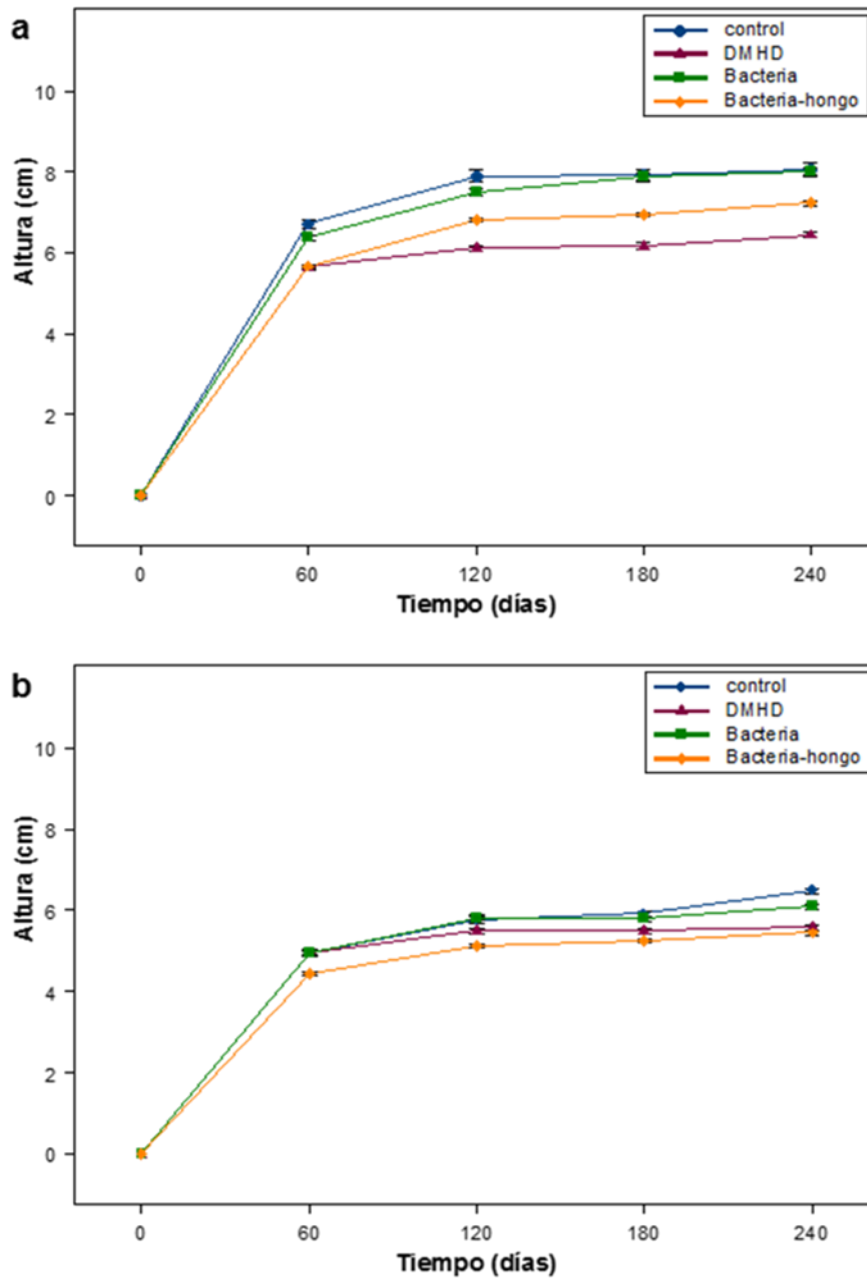 a
control
DMHD
Bacteria
Bacteria-hongo
10
8
6
4
2
0
Altura (cm)
0 60 120 180 240
Tiempo (días)
b
control
DMHD
Bacteria
Bacteria-hongo
10
8
6
4
2
0
Altura (cm)
0 60 120 180 240
Tiempo (días)